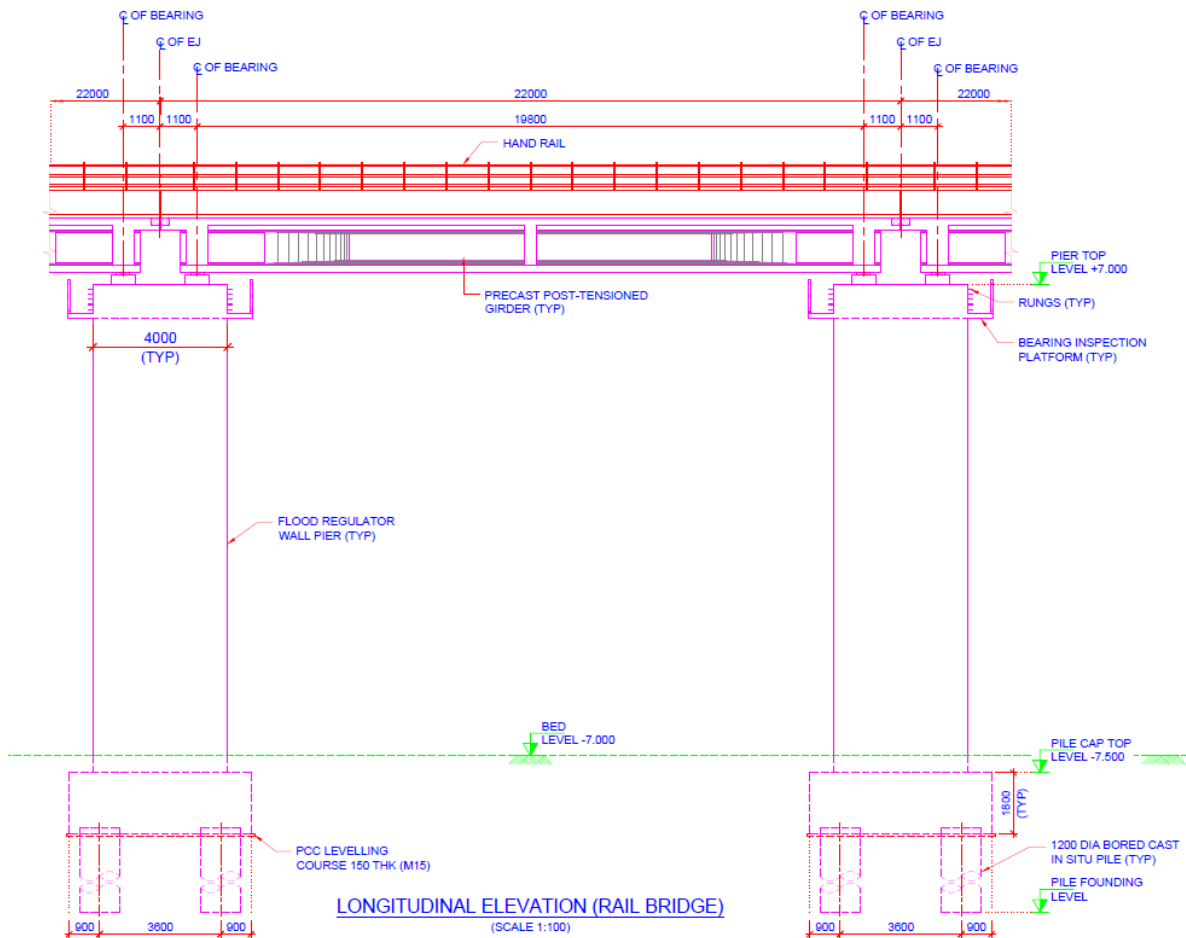 ℄ OF BEARING
℄ OF EJ
℄ OF BEARING
℄ OF BEARING
℄ OF EJ
℄ OF BEARING
22000
22000
22000
1100
1100
19800
1100
1100
HAND RAIL
PIER TOP
LEVEL +7.000
PRECAST POST-TENSIONED
GIRDER (TYP)
RUNGS (TYP)
4000
(TYP)
BEARING INSPECTION
PLATFORM (TYP)
FLOOD REGULATOR
WALL PIER (TYP)
BED
LEVEL -7.000
PILE CAP TOP
LEVEL -7.500
1800
(TYP)
PCC LEVELLING
COURSE 150 THK (M15)
1200 DIA BORED CAST
IN SITU PILE (TYP)
PILE FOUNDING
LEVEL
LONGITUDINAL ELEVATION (RAIL BRIDGE)
(SCALE 1:100)
900
3600
900
900
3600
900